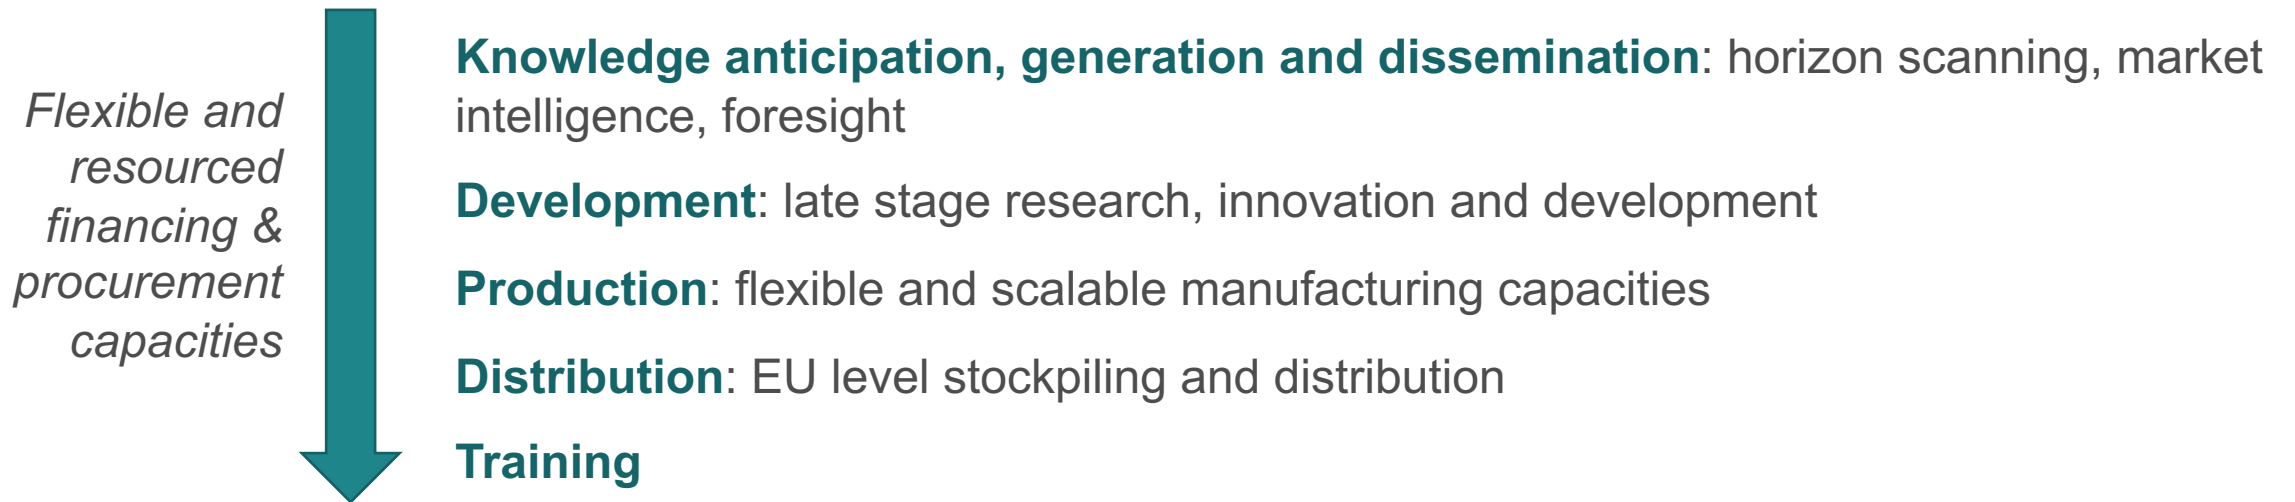 Flexible and
resourced
financing &
procurement
capacities
Knowledge anticipation, generation and dissemination: horizon scanning, market
intelligence, foresight
Development: late stage research, innovation and development
Production: flexible and scalable manufacturing capacities
Distribution: EU level stockpiling and distribution
Training